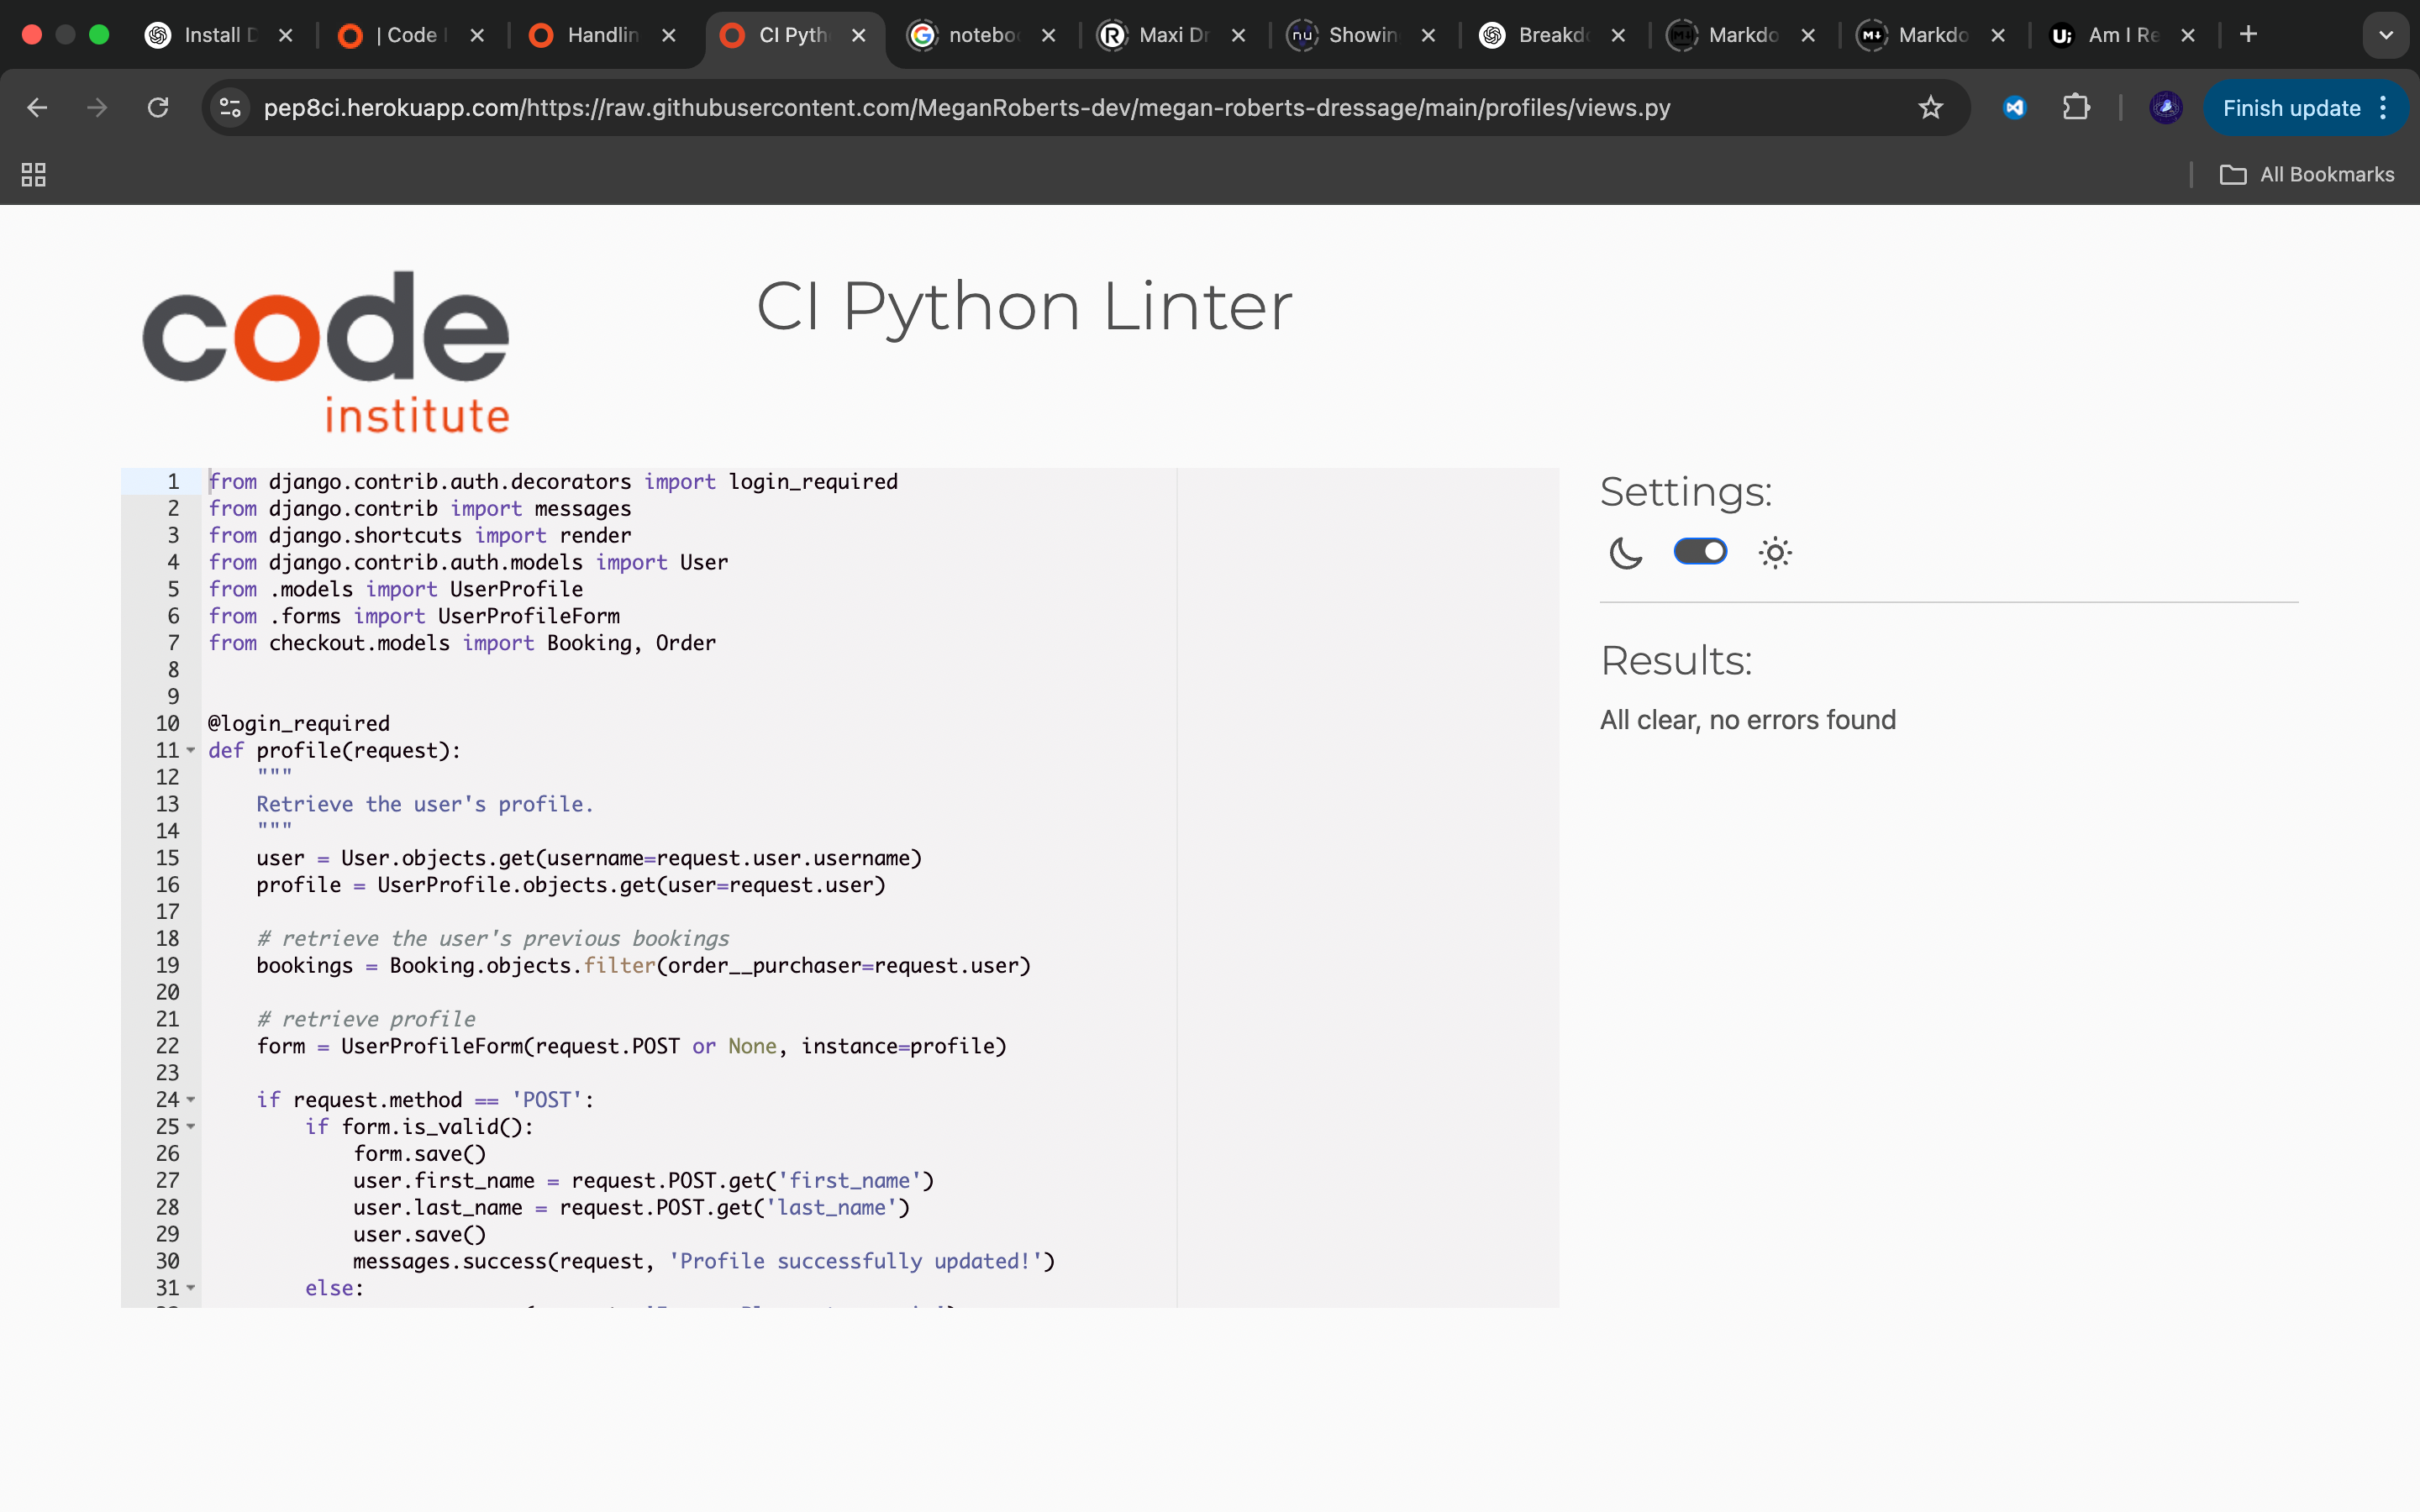 Install D
| Code I
Handlin
CI Pyth
notebo
Maxi Dr
Showin
Breakdo
Markdo
Markdo
Am I Re
pep8ci.herokuapp.com/https://raw.githubusercontent.com/MeganRoberts-dev/megan-roberts-dressage/main/profiles/views.py
Finish update
All Bookmarks
code
institute
CI Python Linter
1 from django.contrib.auth.decorators import login_required
2 from django.contrib import messages
3 from django.shortcuts import render
4 from django.contrib.auth.models import User
5 from .models import UserProfile
6 from .forms import UserProfileForm
7 from checkout.models import Booking, Order
8
9
10 @login_required
11 def profile(request):
12     """
13     Retrieve the user's profile.
14     """
15     user = User.objects.get(username=request.user.username)
16     profile = UserProfile.objects.get(user=request.user)
17
18     # retrieve the user's previous bookings
19     bookings = Booking.objects.filter(order__purchaser=request.user)
20
21     # retrieve profile
22     form = UserProfileForm(request.POST or None, instance=profile)
23
24     if request.method == 'POST':
25         if form.is_valid():
26             form.save()
27             user.first_name = request.POST.get('first_name')
28             user.last_name = request.POST.get('last_name')
29             user.save()
30             messages.success(request, 'Profile successfully updated!')
31         else:
Settings:
Results:
All clear, no errors found